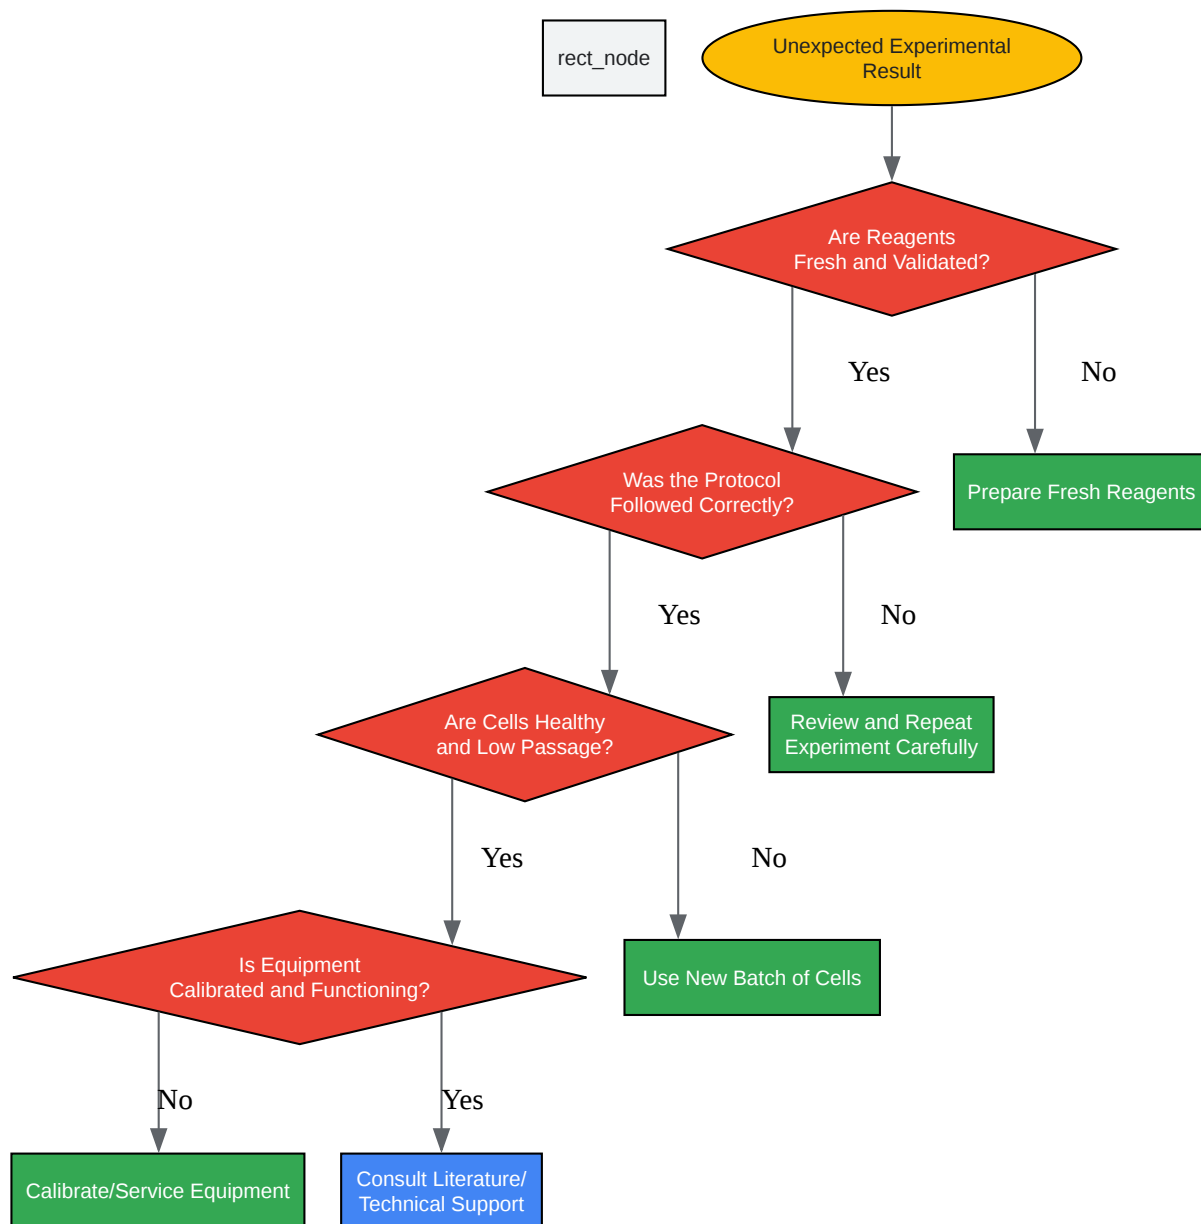 rect_node
Unexpected Experimental
Result
Are Reagents
Fresh and Validated?
Yes
No
Was the Protocol
Followed Correctly?
Prepare Fresh Reagents
Yes
No
Are Cells Healthy
and Low Passage?
Review and Repeat
Experiment Carefully
Yes
No
Is Equipment
Calibrated and Functioning?
Use New Batch of Cells
No
Yes
Calibrate/Service Equipment
Consult Literature/
Technical Support